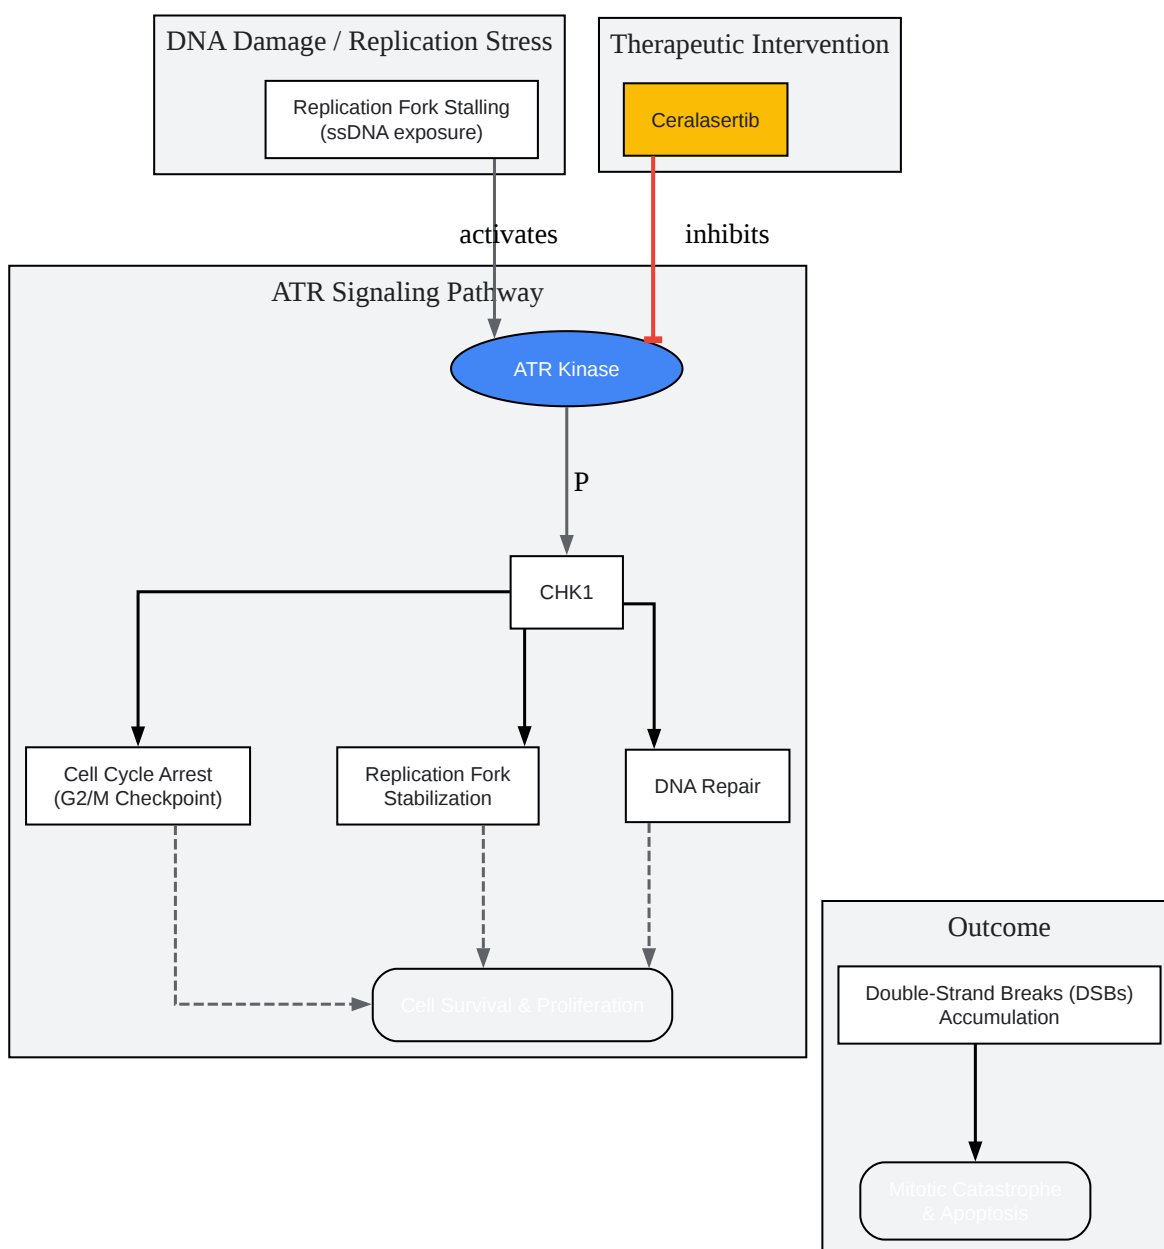 DNA Damage / Replication Stress
Therapeutic Intervention
Replication Fork Stalling
(ssDNA exposure)
Ceralasertib
activates
inhibits
ATR Signaling Pathway
ATR Kinase
P
CHK1
Cell Cycle Arrest
(G2/M Checkpoint)
Replication Fork
Stabilization
DNA Repair
Cell Survival & Proliferation
Outcome
Double-Strand Breaks (DSBs)
Accumulation
Mitotic Catastrophe
& Apoptosis